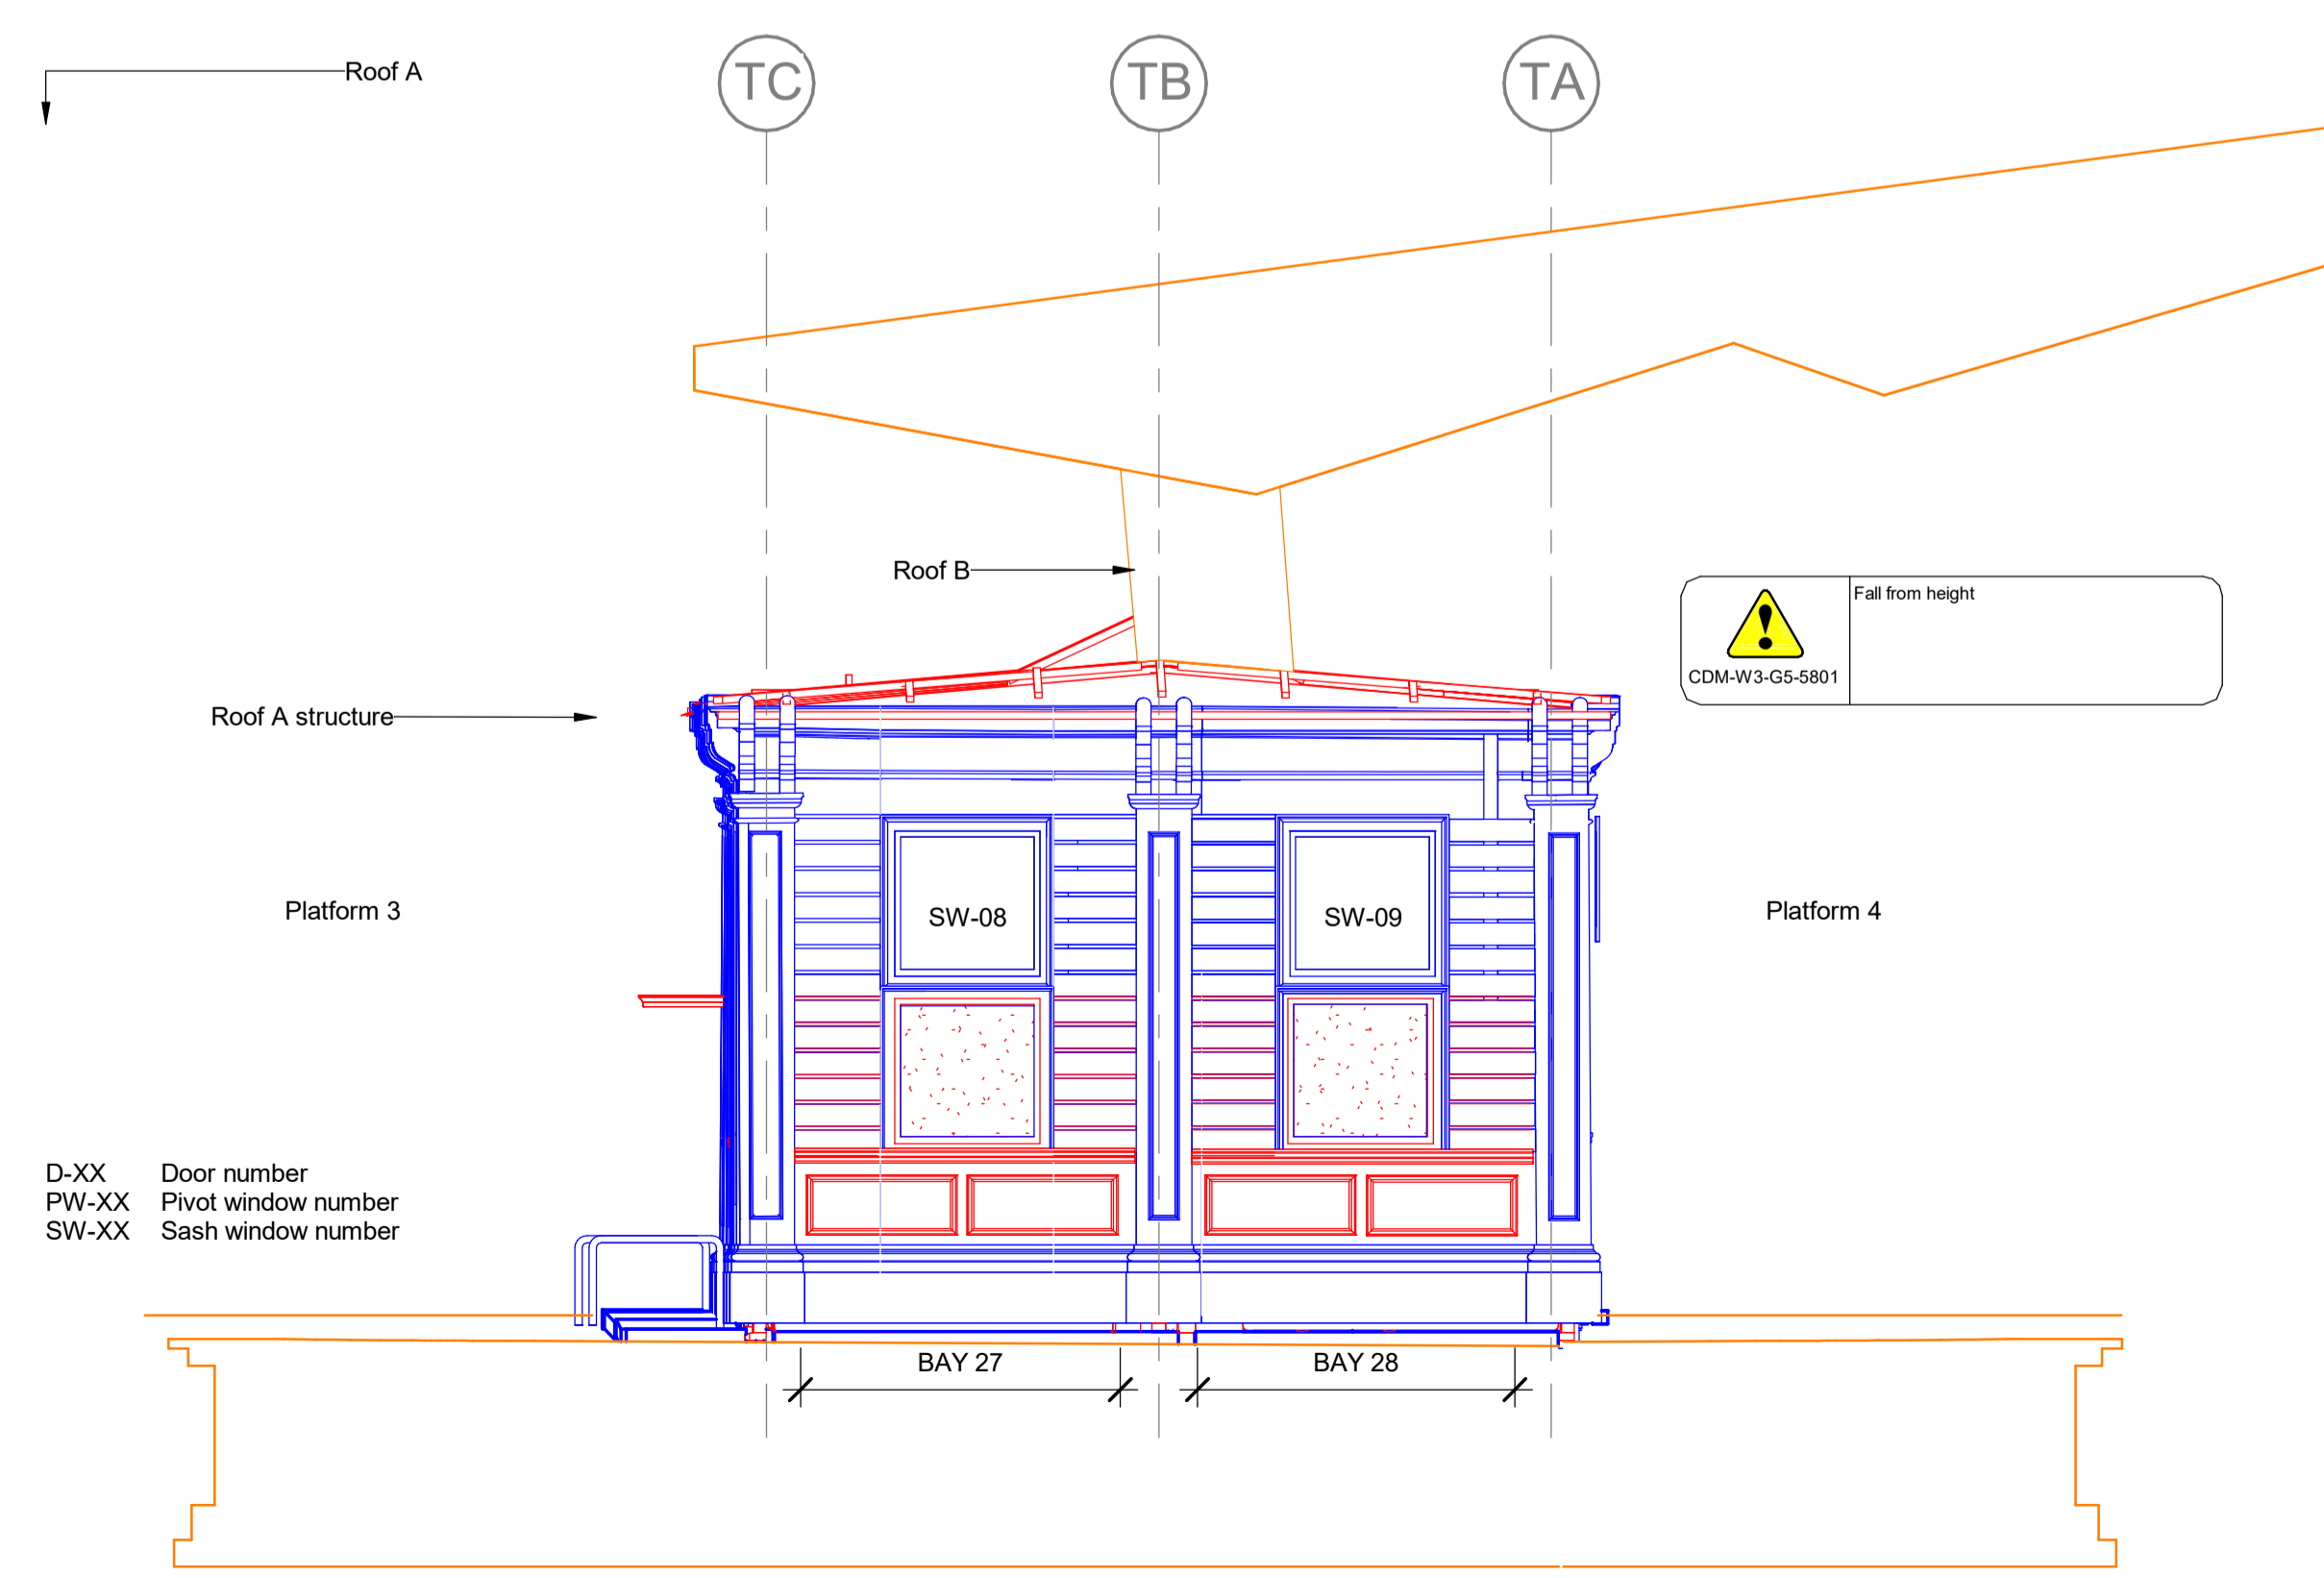 Roof A
TC
TB
TA
Roof B
Fall from height
CDM-W3-G5-5801
Roof A structure
Platform 3
SW-08
SW-09
Platform 4
D-XX Door number
PW-XX Pivot window number
SW-XX Sash window number
BAY 27
BAY 28